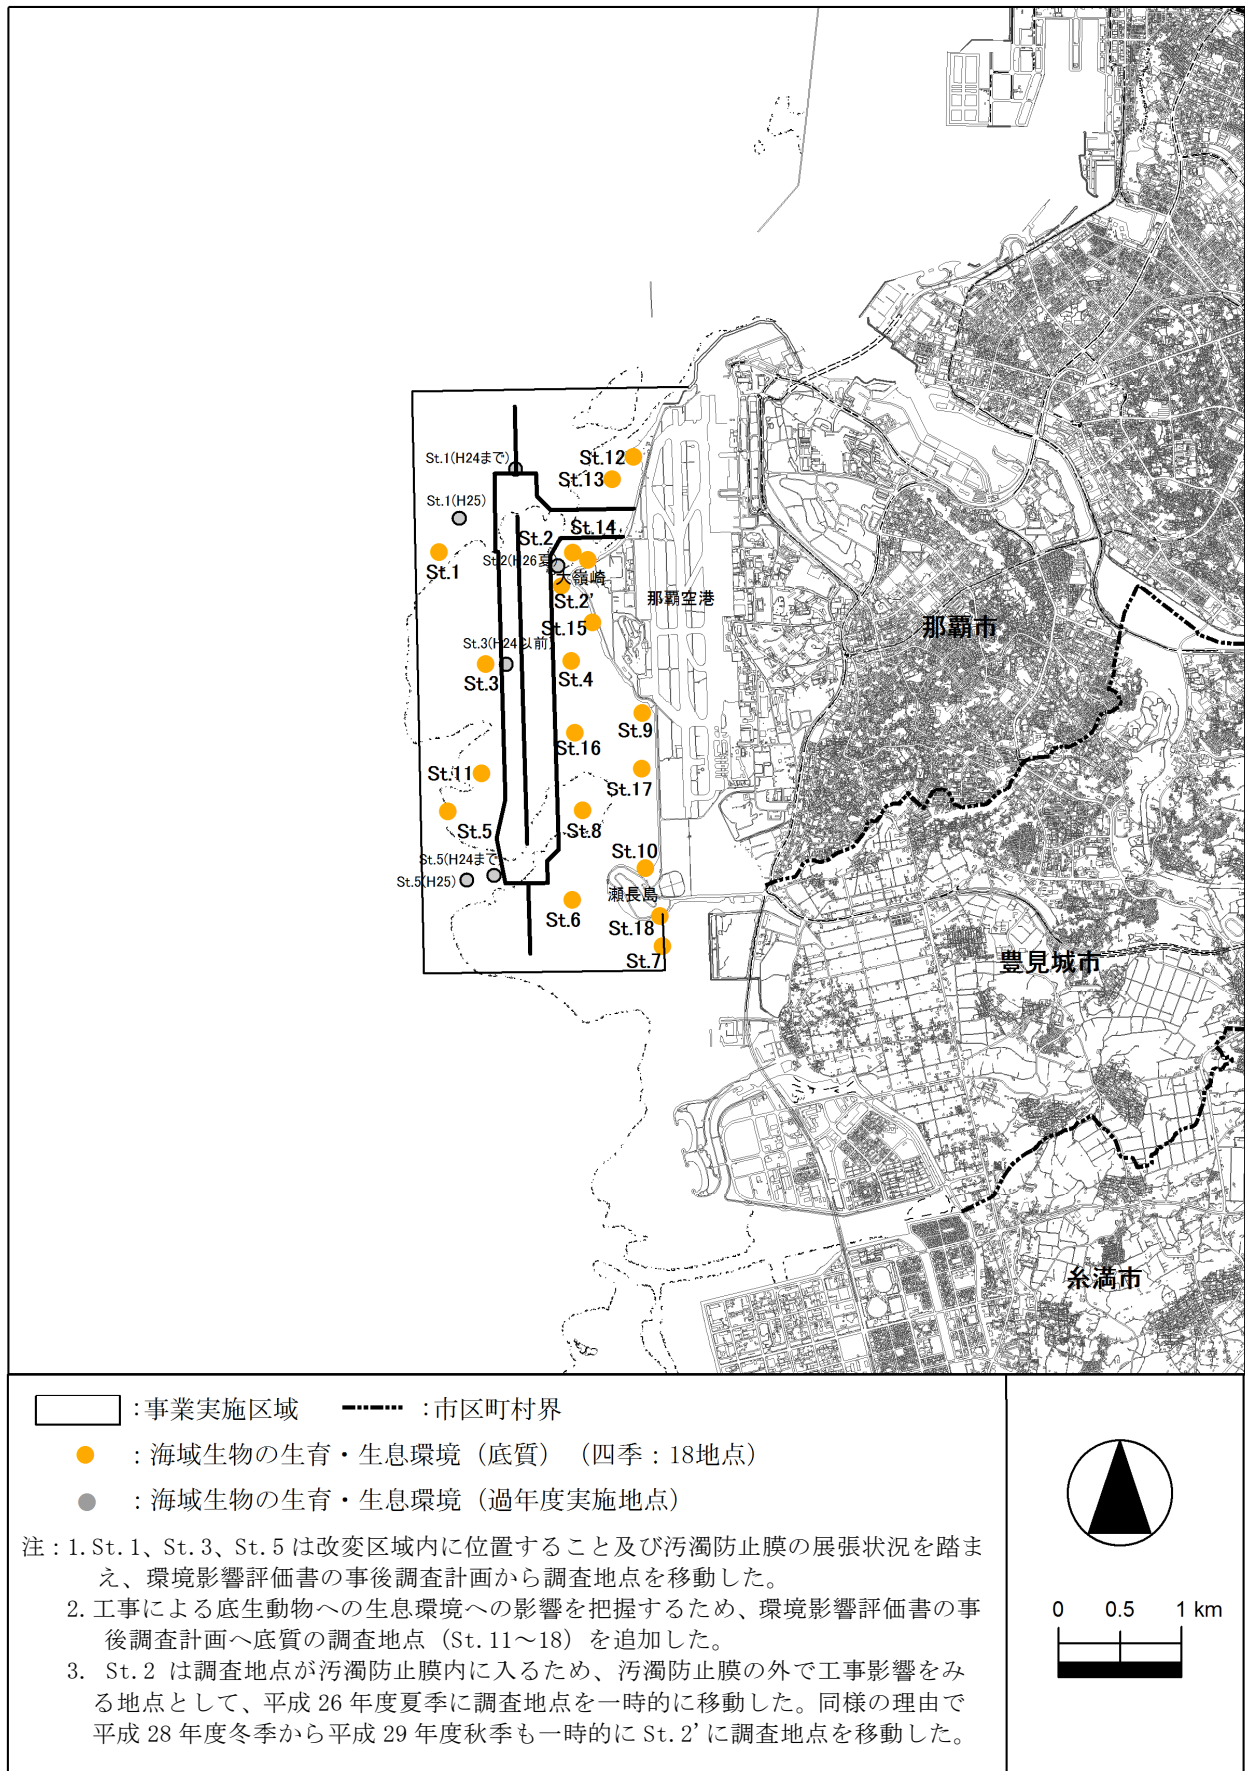 St.12
St.1(H24まで)
St.13
St.1(H25)
St.14
St.2
St.1
St.2(H26夏)
大嶺崎
St.2'
那覇空港
St.15
那覇市
St.3(H24以前)
St.3
St.4
St.9
St.16
St.11
St.17
St.5
St.8
St.5(H24まで
St.10
St.5(H25)
瀬長島
St.6
St.18
St.7
豊見城市
糸満市
：事業実施区域　：市区町村界
：海域生物の生育・生息環境（底質）（四季：18地点）
：海域生物の生育・生息環境（過年度実施地点）
注：1. St.1、St.3、St.5 は改変区域内に位置すること及び汚濁防止膜の展張状況を踏ま
え、環境影響評価書の事後調査計画から調査地点を移動した。
2. 工事による底生動物への生息環境への影響を把握するため、環境影響評価書の事
後調査計画へ底質の調査地点（St.11～18）を追加した。
3. St.2 は調査地点が汚濁防止膜内に入るため、汚濁防止膜の外で工事影響をみ
る地点として、平成 26 年度夏季に調査地点を一時的に移動した。同様の理由で
平成 28 年度冬季から平成 29 年度秋季も一時的に St.2’に調査地点を移動した。
0 0.5 1 km